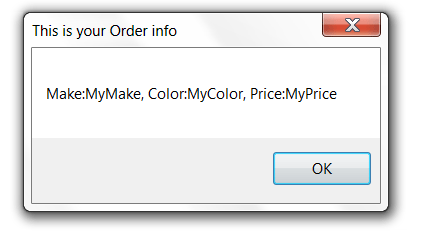 This is your Order info
Make:MyMake, Color:MyColor, Price:MyPrice
OK